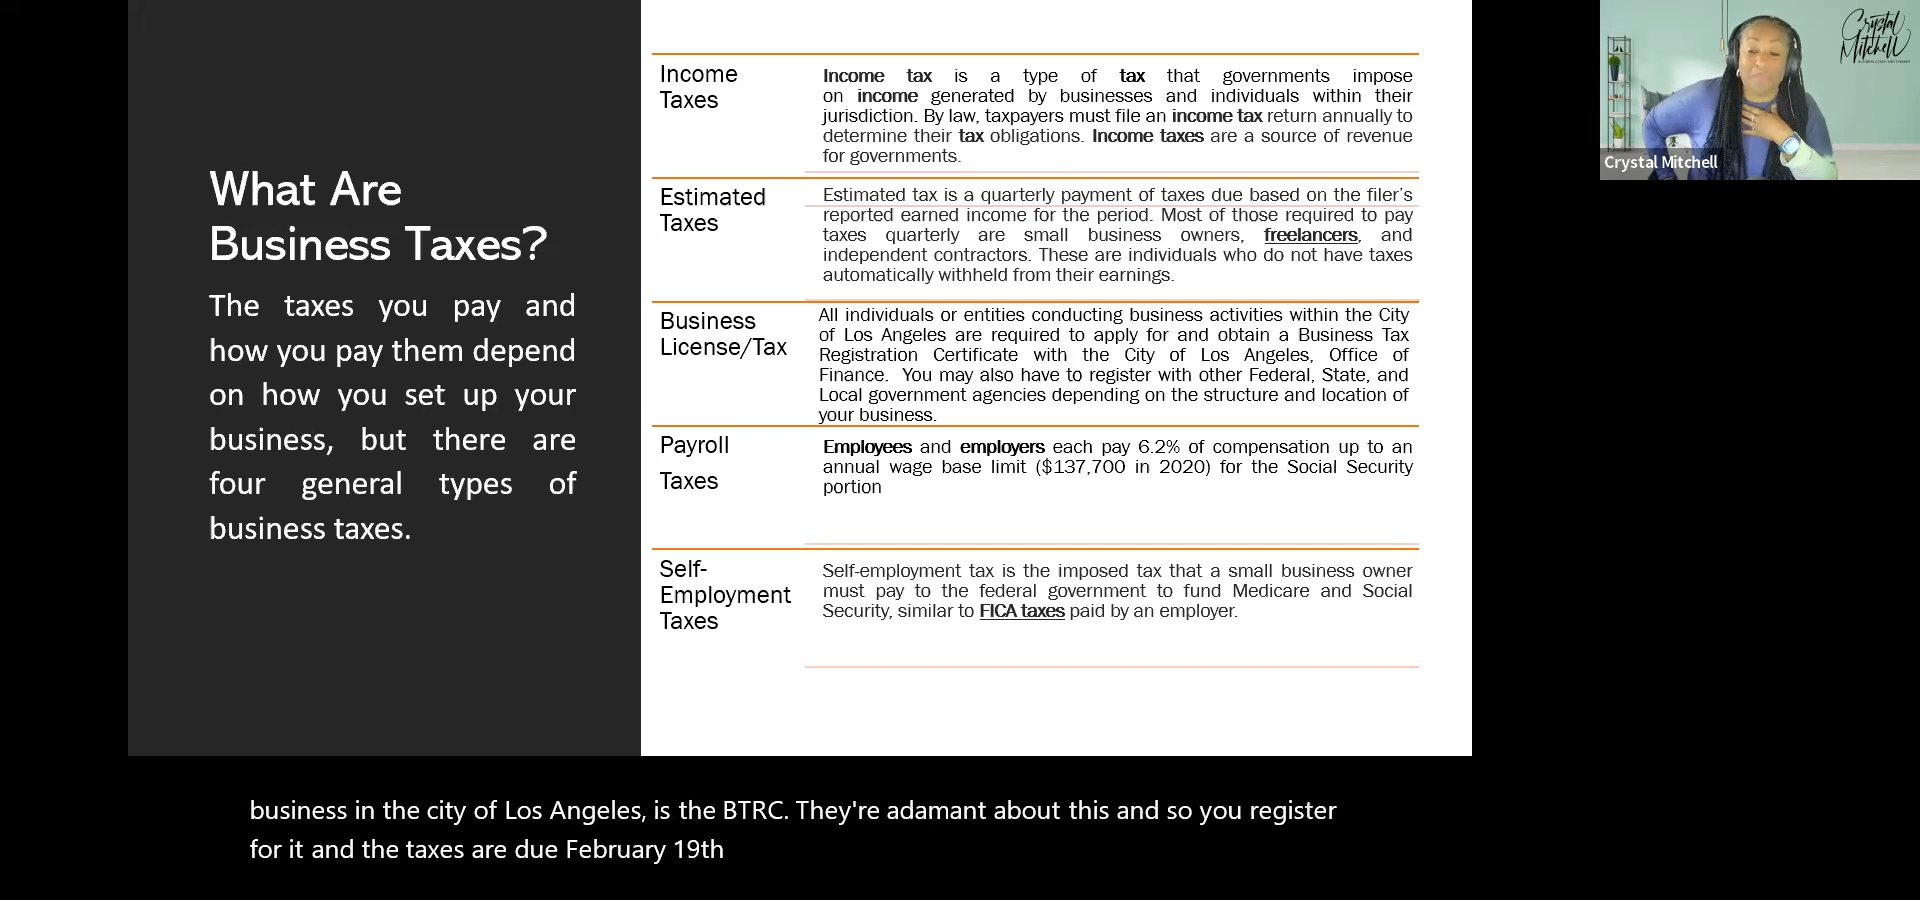 What Are
Business Taxes?
The taxes you pay and
how you pay them depend
on how you set up your
business, but there are
four general types of
business taxes.
Income
Taxes
Income tax is a type of tax that governments impose
on income generated by businesses and individuals within their
jurisdiction. By law, taxpayers must file an income tax return annually to
determine their tax obligations. Income taxes are a source of revenue
for governments.
Estimated
Taxes
Estimated tax is a quarterly payment of taxes due based on the filer’s
reported earned income for the period. Most of those required to pay
taxes quarterly are small business owners, freelancers, and
independent contractors. These are individuals who do not have taxes
automatically withheld from their earnings.
Business
License/Tax
All individuals or entities conducting business activities within the City
of Los Angeles are required to apply for and obtain a Business Tax
Registration Certificate with the City of Los Angeles, Office of
Finance. You may also have to register with other Federal, State, and
Local government agencies depending on the structure and location of
your business.
Payroll
Taxes
Employees and employers each pay 6.2% of compensation up to an
annual wage base limit ($137,700 in 2020) for the Social Security
portion
Self-
Employment
Taxes
Self-employment tax is the imposed tax that a small business owner
must pay to the federal government to fund Medicare and Social
Security, similar to FICA taxes paid by an employer.
Crystal
Mitchell
Crystal Mitchell
business in the city of Los Angeles, is the BTRC. They're adamant about this and so you register
for it and the taxes are due February 19th